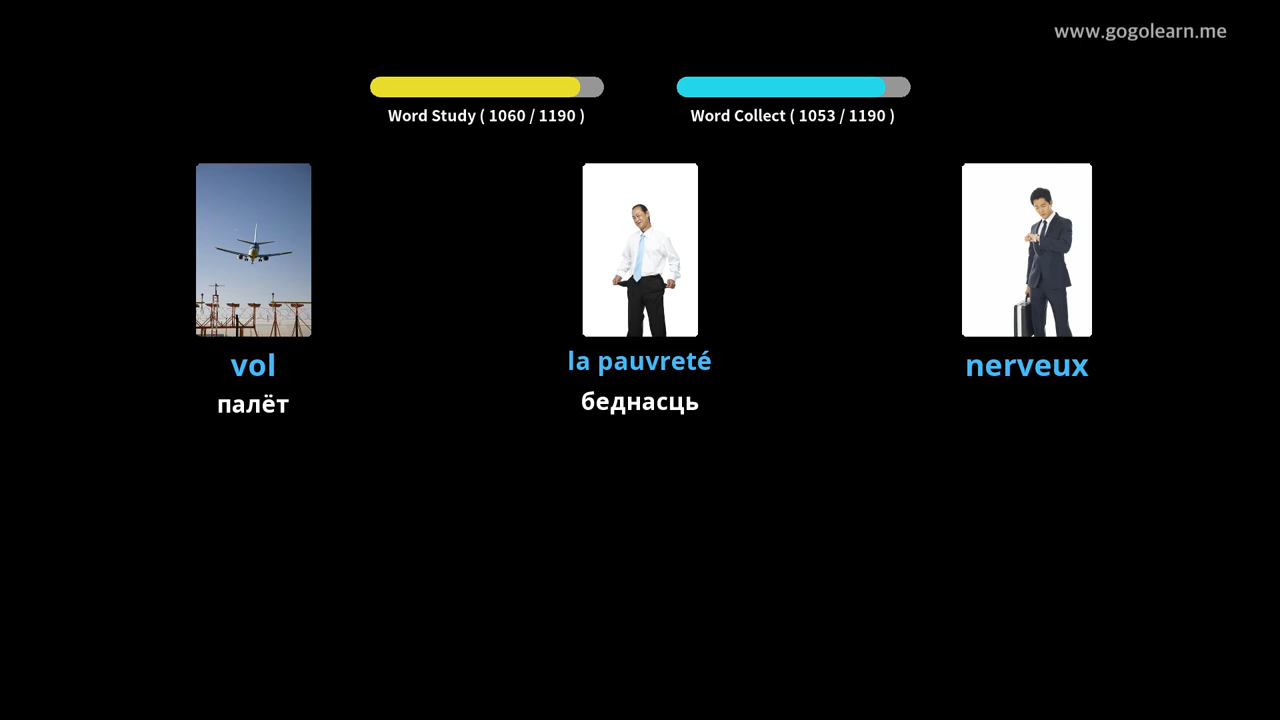 www.gogolearn.me
Word Study ( 1060 / 1190 )
Word Collect ( 1053 / 1190 )
vol
палёт
la pauvreté
беднасць
nerveux